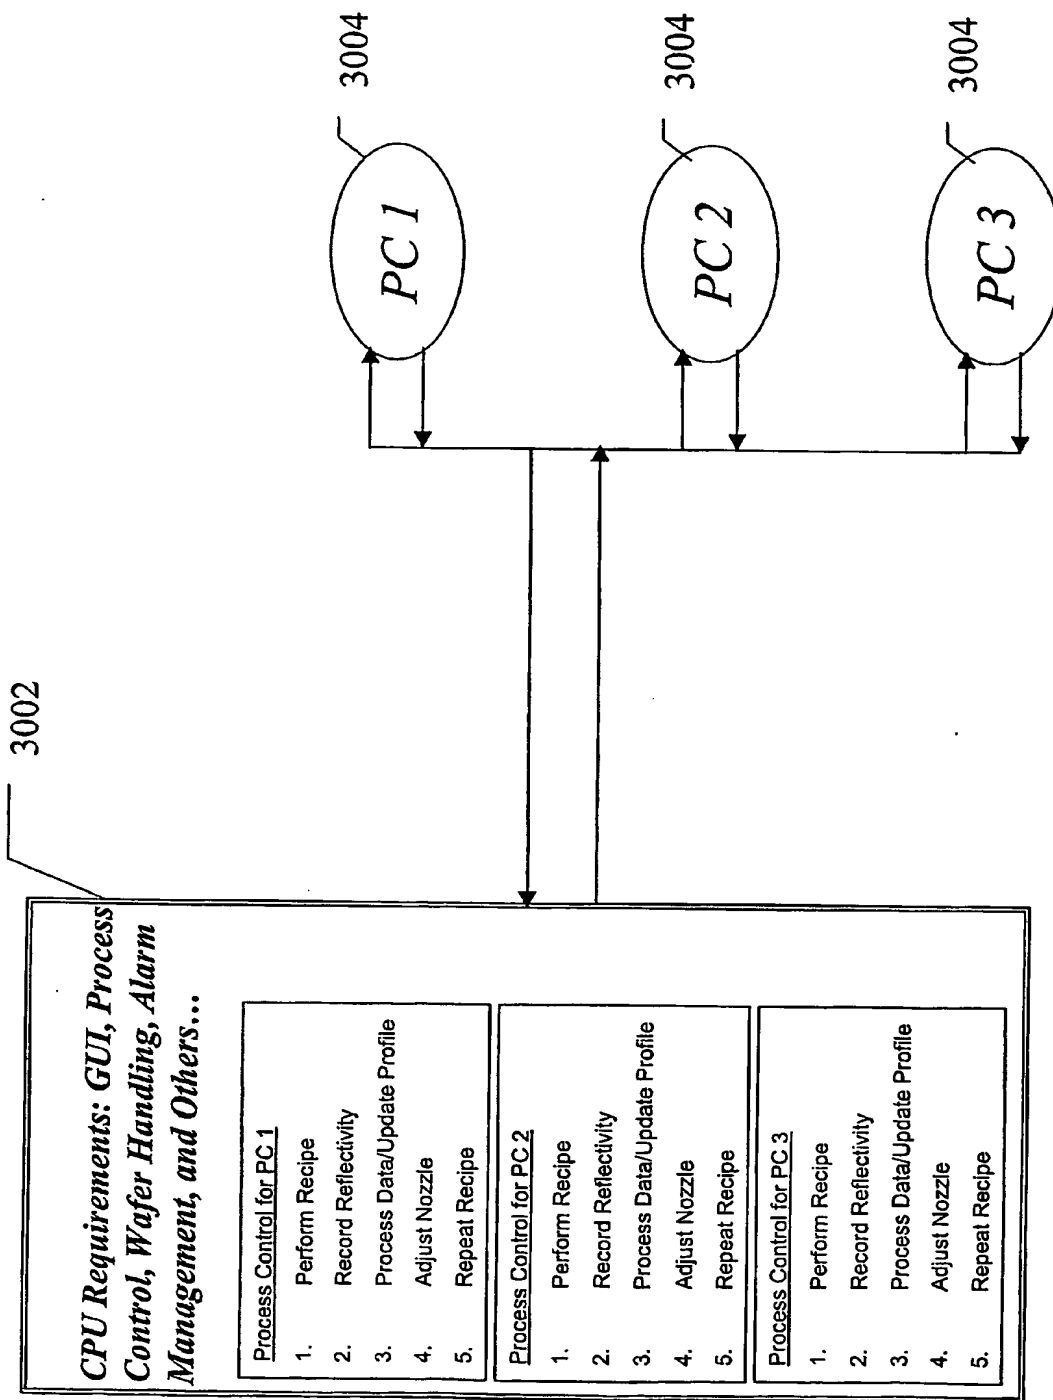 3002
CPU Requirements: GUI, Process
Control, Wafer Handling, Alarm
Management, and Others...
Process Control for PC 1
1. Perform Recipe
2. Record Reflectivity
3. Process Data/Update Profile
4. Adjust Nozzle
5. Repeat Recipe
Process Control for PC 2
1. Perform Recipe
2. Record Reflectivity
3. Process Data/Update Profile
4. Adjust Nozzle
5. Repeat Recipe
Process Control for PC 3
1. Perform Recipe
2. Record Reflectivity
3. Process Data/Update Profile
4. Adjust Nozzle
5. Repeat Recipe
3004
PC 1
3004
PC 2
3004
PC 3